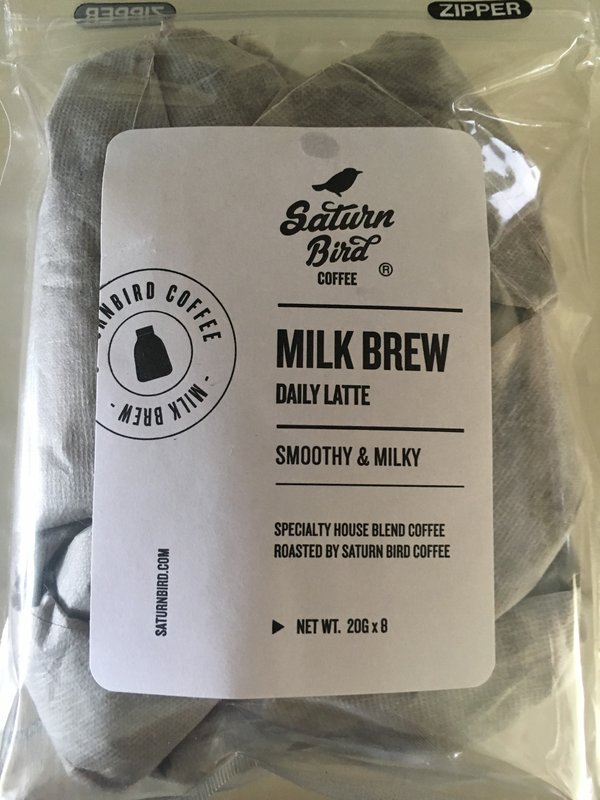 ZIPPER
ZIPPER
Saturn
Bird
COFFEE
®
URNBIRD COFFEE
- MILK BREW -
MILK BREW
DAILY LATTE
SMOOTHY & MILKY
SPECIALTY HOUSE BLEND COFFEE
ROASTED BY SATURN BIRD COFFEE
SATURNBIRD.COM
▶ NET WT. 20G x 8